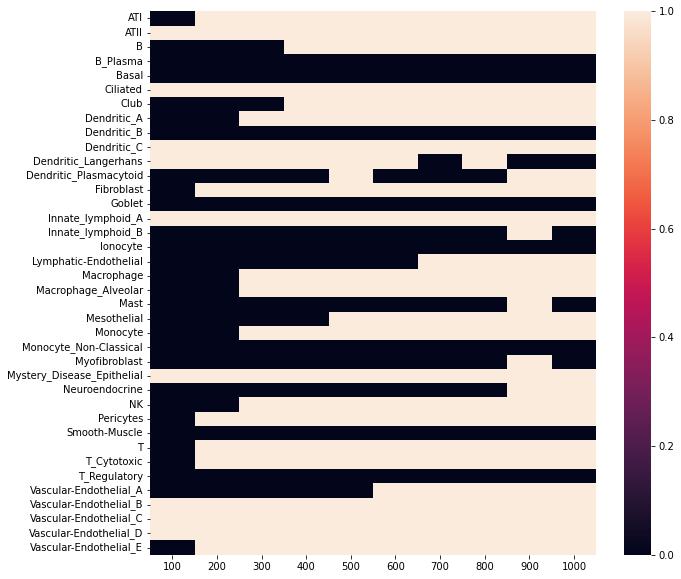 ATI
ATII
B
B_Plasma
Basal
Ciliated
Club
Dendritic_A
Dendritic_B
Dendritic_C
Dendritic_Langerhans
Dendritic_Plasmacytoid
Fibroblast
Goblet
Innate_lymphoid_A
Innate_lymphoid_B
Ionocyte
Lymphatic-Endothelial
Macrophage
Macrophage_Alveolar
Mast
Mesothelial
Monocyte
Monocyte_Non-Classical
Myofibroblast
Mystery_Disease_Epithelial
Neuroendocrine
NK
Pericytes
Smooth-Muscle
T
T_Cytotoxic
T_Regulatory
Vascular-Endothelial_A
Vascular-Endothelial_B
Vascular-Endothelial_C
Vascular-Endothelial_D
Vascular-Endothelial_E
100 200 300 400 500 600 700 800 900 1000
1.0
0.8
0.6
0.4
0.2
0.0